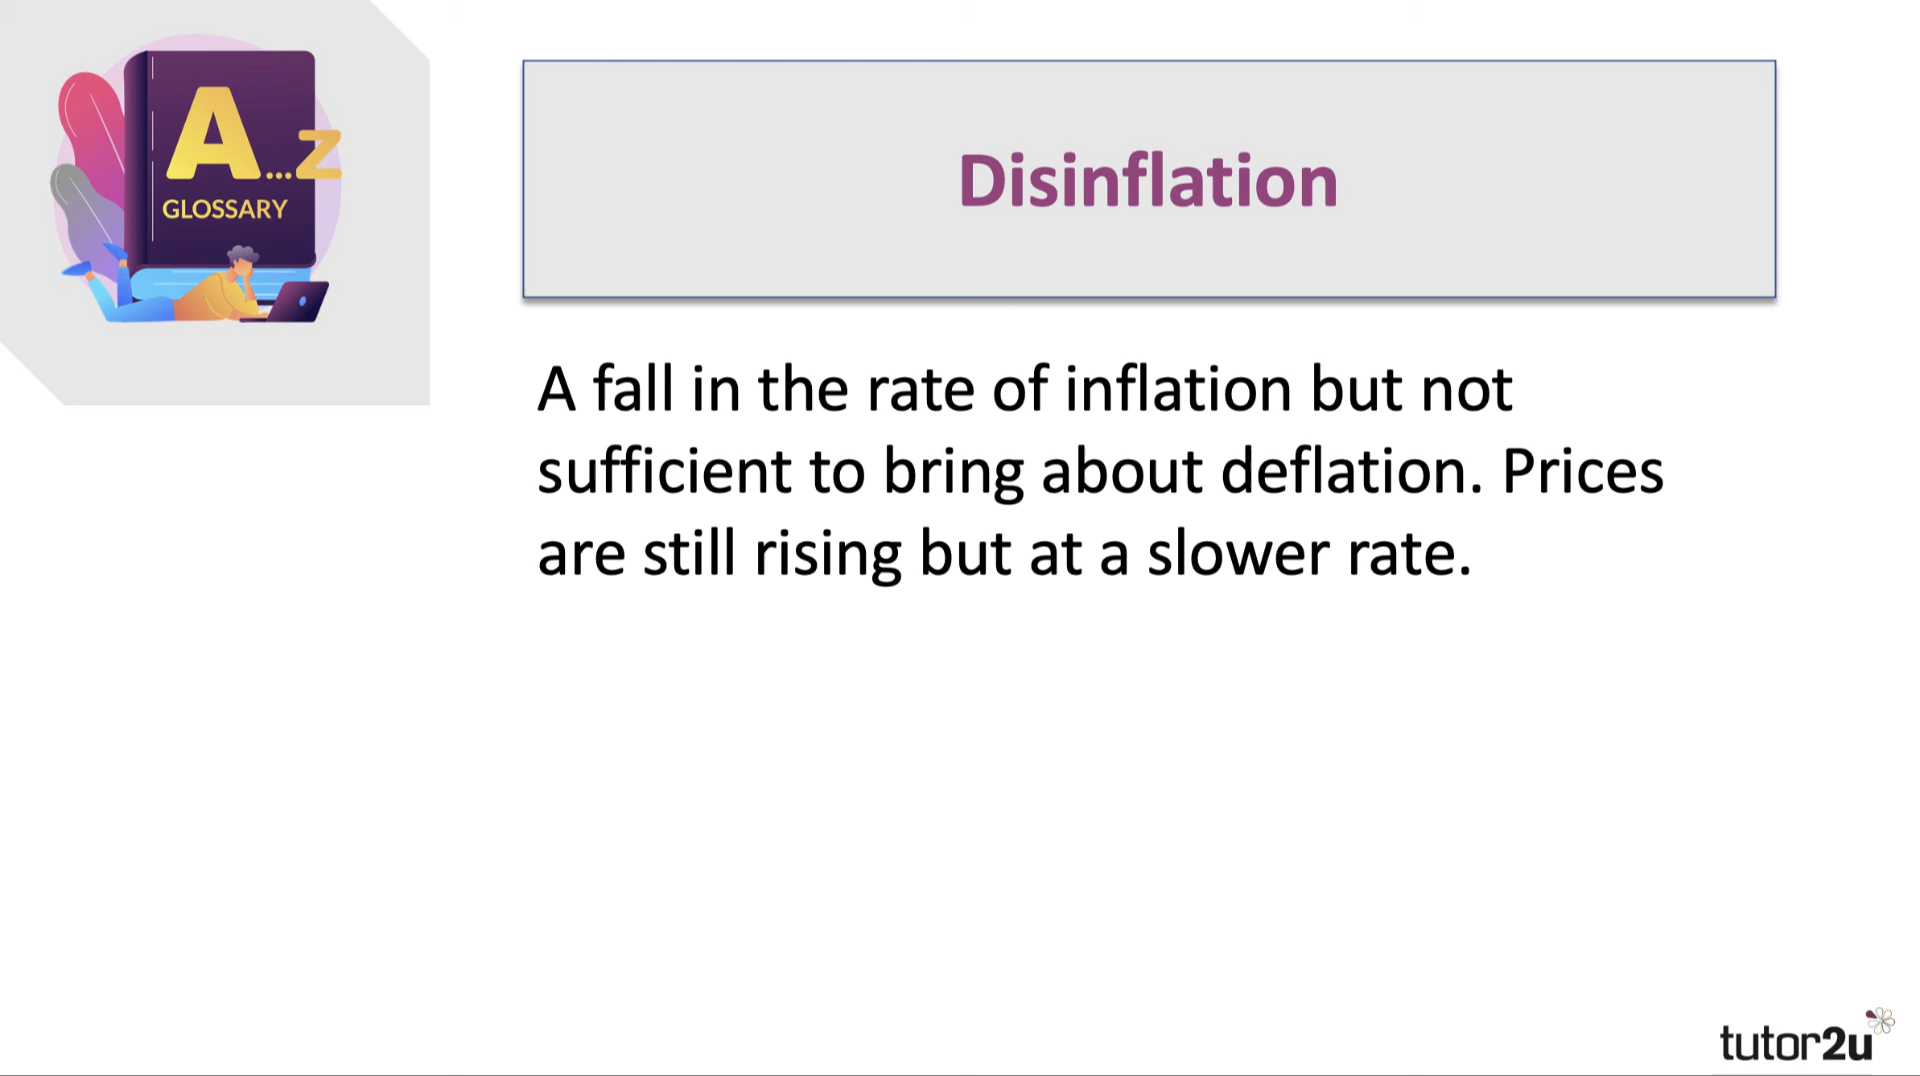 A...Z
GLOSSARY
Disinflation
A fall in the rate of inflation but not
sufficient to bring about deflation. Prices
are still rising but at a slower rate.
tutor2u